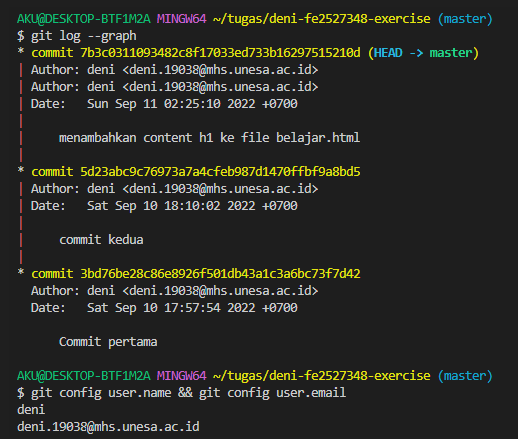 AKU@DESKTOP-BTF1M2A MINGW64 ~/tugas/deni-fe2527348-exercise (master)
$ git log --graph
* commit 7b3c0311093482c8f17033ed733b16297515210d (HEAD -> master)
| Author: deni <deni.19038@mhs.unesa.ac.id>
| Author: deni <deni.19038@mhs.unesa.ac.id>
| Date:   Sun Sep 11 02:25:10 2022 +0700
|
|     menambahkan content h1 ke file belajar.html
|
* commit 5d23abc9c76973a7a4cfeb987d1470ffbf9a8bd5
| Author: deni <deni.19038@mhs.unesa.ac.id>
| Date:   Sat Sep 10 18:10:02 2022 +0700
|
|     commit kedua
|
* commit 3bd76be28c86e8926f501db43a1c3a6bc73f7d42
  Author: deni <deni.19038@mhs.unesa.ac.id>
  Date:   Sat Sep 10 17:57:54 2022 +0700

      Commit pertama

AKU@DESKTOP-BTF1M2A MINGW64 ~/tugas/deni-fe2527348-exercise (master)
$ git config user.name && git config user.email
deni
deni.19038@mhs.unesa.ac.id